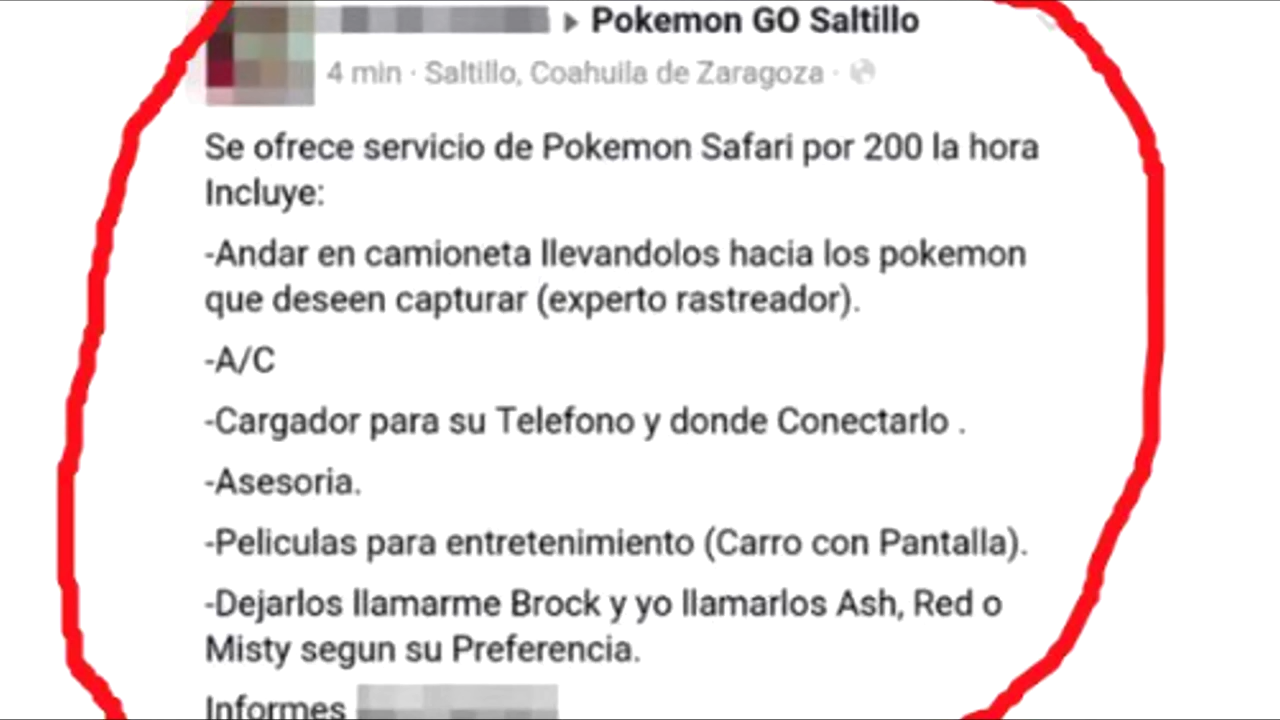 Pokemon GO Saltillo
4 min · Saltillo, Coahuila de Zaragoza ·
Se ofrece servicio de Pokemon Safari por 200 la hora
Incluye:
-Andar en camioneta llevandolos hacia los pokemon
que deseen capturar (experto rastreador).
-A/C
-Cargador para su Telefono y donde Conectarlo .
-Asesoria.
-Peliculas para entretenimiento (Carro con Pantalla).
-Dejarlos llamarme Brock y yo llamarlos Ash, Red o
Misty segun su Preferencia.
Informes